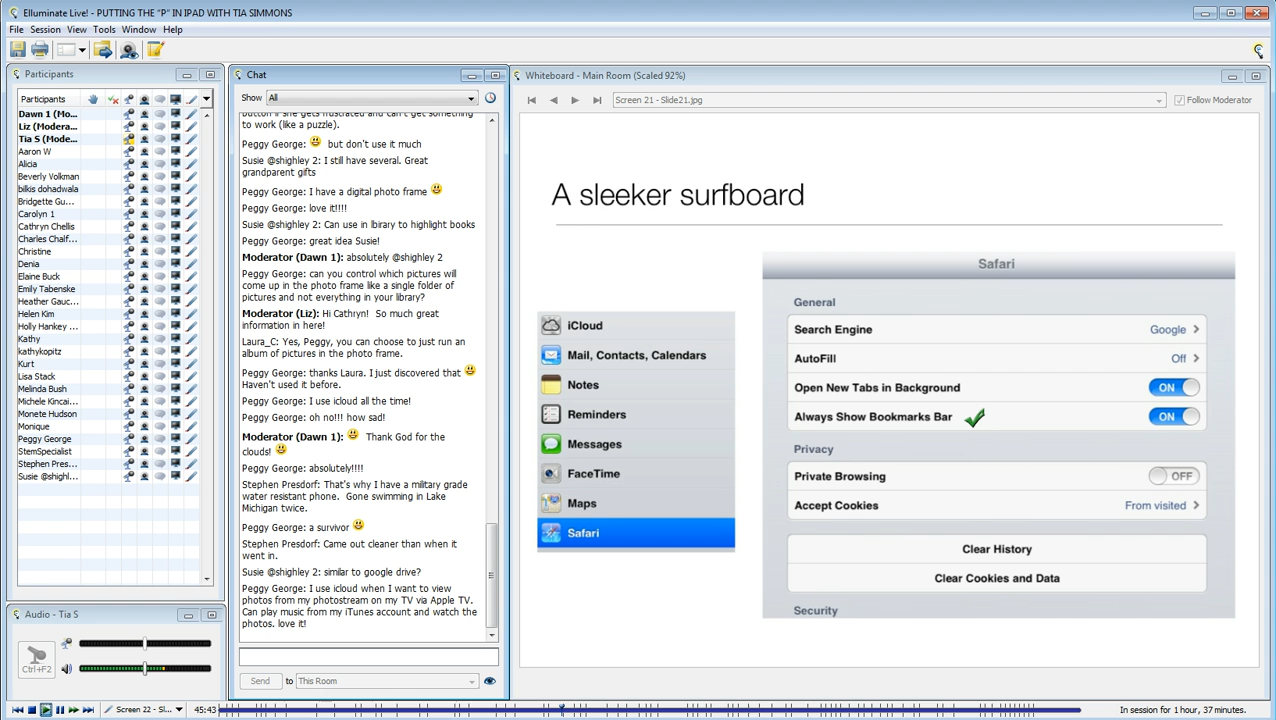 Elluminate Live! - PUTTING THE "P" IN IPAD WITH TIA SIMMONS
File Session View Tools Window Help
Participants
Participants
Dawn 1 (Mo...
Liz (Modera...
Tia S (Mode...
Aaron W
Alicia
Beverly Volkman
bilkis dohadwala
Bridgette Gu...
Carolyn 1
Cathryn Chellis
Charles Chalf...
Christine
Denia
Elaine Buck
Emily Tabenske
Heather Gauc...
Helen Kim
Holly Hankey ...
Kathy
kathykopitz
Kurt
Lisa Stack
Melinda Bush
Michele Kincai...
Monete Hudson
Monique
Peggy George
StemSpecialist
Stephen Pres...
Susie @shighl...
Audio - Tia S
Ctrl+F2
Chat
Show All
button if she gets frustrated and can't get something
to work (like a puzzle).
Peggy George: but don't use it much
Susie @shighley 2: I still have several. Great
grandparent gifts
Peggy George: I have a digital photo frame
Peggy George: love it!!!!
Susie @shighley 2: Can use in lbirary to highlight books
Peggy George: great idea Susie!
Moderator (Dawn 1): absolutely @shighley 2
Peggy George: can you control which pictures will
come up in the photo frame like a single folder of
pictures and not everything in your library?
Moderator (Liz): Hi Cathryn! So much great
information in here!
Laura_C: Yes, Peggy, you can choose to just run an
album of pictures in the photo frame.
Peggy George: thanks Laura. I just discovered that
Haven't used it before.
Peggy George: I use icloud all the time!
Peggy George: oh no!!! how sad!
Moderator (Dawn 1): Thank God for the
clouds!
Peggy George: absolutely!!!!
Stephen Presdorf: That's why I have a military grade
water resistant phone. Gone swimming in Lake
Michigan twice.
Peggy George: a survivor
Stephen Presdorf: Came out cleaner than when it
went in.
Susie @shighley 2: similar to google drive?
Peggy George: I use icloud when I want to view
photos from my photostream on my TV via Apple TV.
Can play music from my iTunes account and watch the
photos. love it!
Send to This Room
Whiteboard - Main Room (Scaled 92%)
Screen 21 - Slide21.jpg
Follow Moderator
A sleeker surfboard
iCloud
Mail, Contacts, Calendars
Notes
Reminders
Messages
FaceTime
Maps
Safari
Safari
General
Search Engine Google
AutoFill Off
Open New Tabs in Background ON
Always Show Bookmarks Bar ON
Privacy
Private Browsing OFF
Accept Cookies From visited
Clear History
Clear Cookies and Data
Security
Screen 22 - Sl...
45:43
In session for 1 hour, 37 minutes.